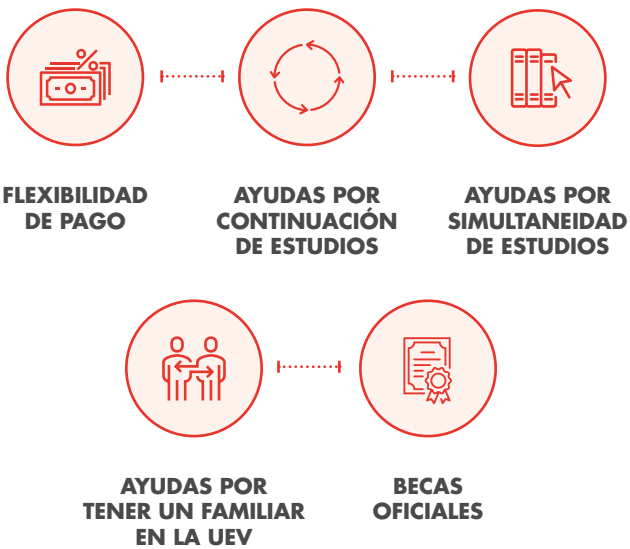 FLEXIBILIDAD
DE PAGO
AYUDAS POR
CONTINUACIÓN
DE ESTUDIOS
AYUDAS POR
SIMULTANEIDAD
DE ESTUDIOS
AYUDAS POR
TENER UN FAMILIAR
EN LA UEV
BECAS
OFICIALES